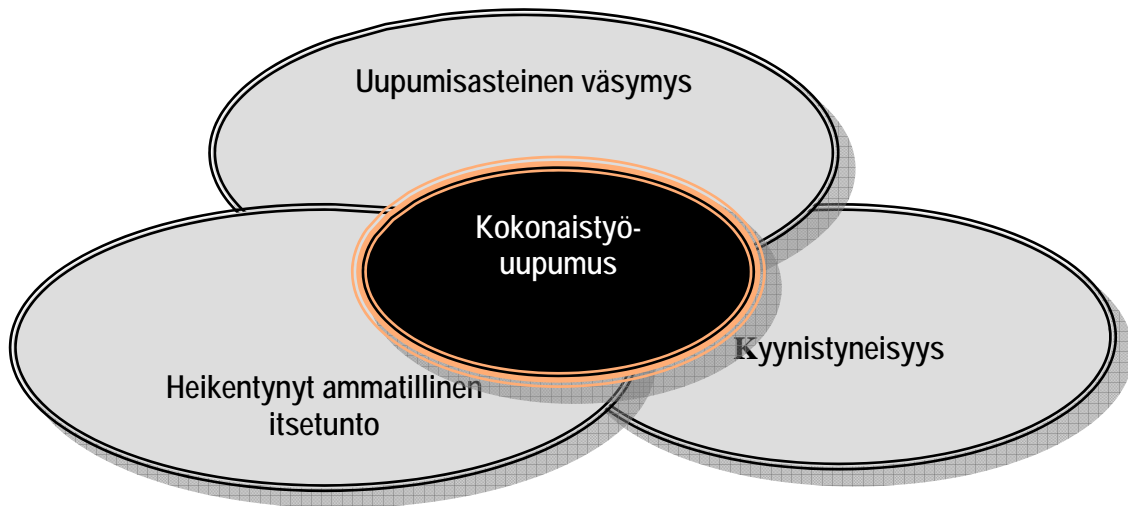 Uupumisasteinen väsymys
Kokonaistyö-
uupumus
Kyynistyneisyys
Heikentynyt ammatillinen
itsetunto